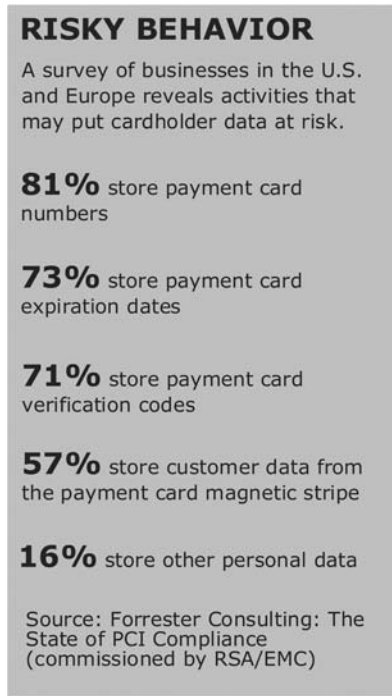 RISKY BEHAVIOR
A survey of businesses in the U.S.
and Europe reveals activities that
may put cardholder data at risk.
81% store payment card
numbers
73% store payment card
expiration dates
71% store payment card
verification codes
57% store customer data from
the payment card magnetic stripe
16% store other personal data
Source: Forrester Consulting: The
State of PCI Compliance
(commissioned by RSA/EMC)